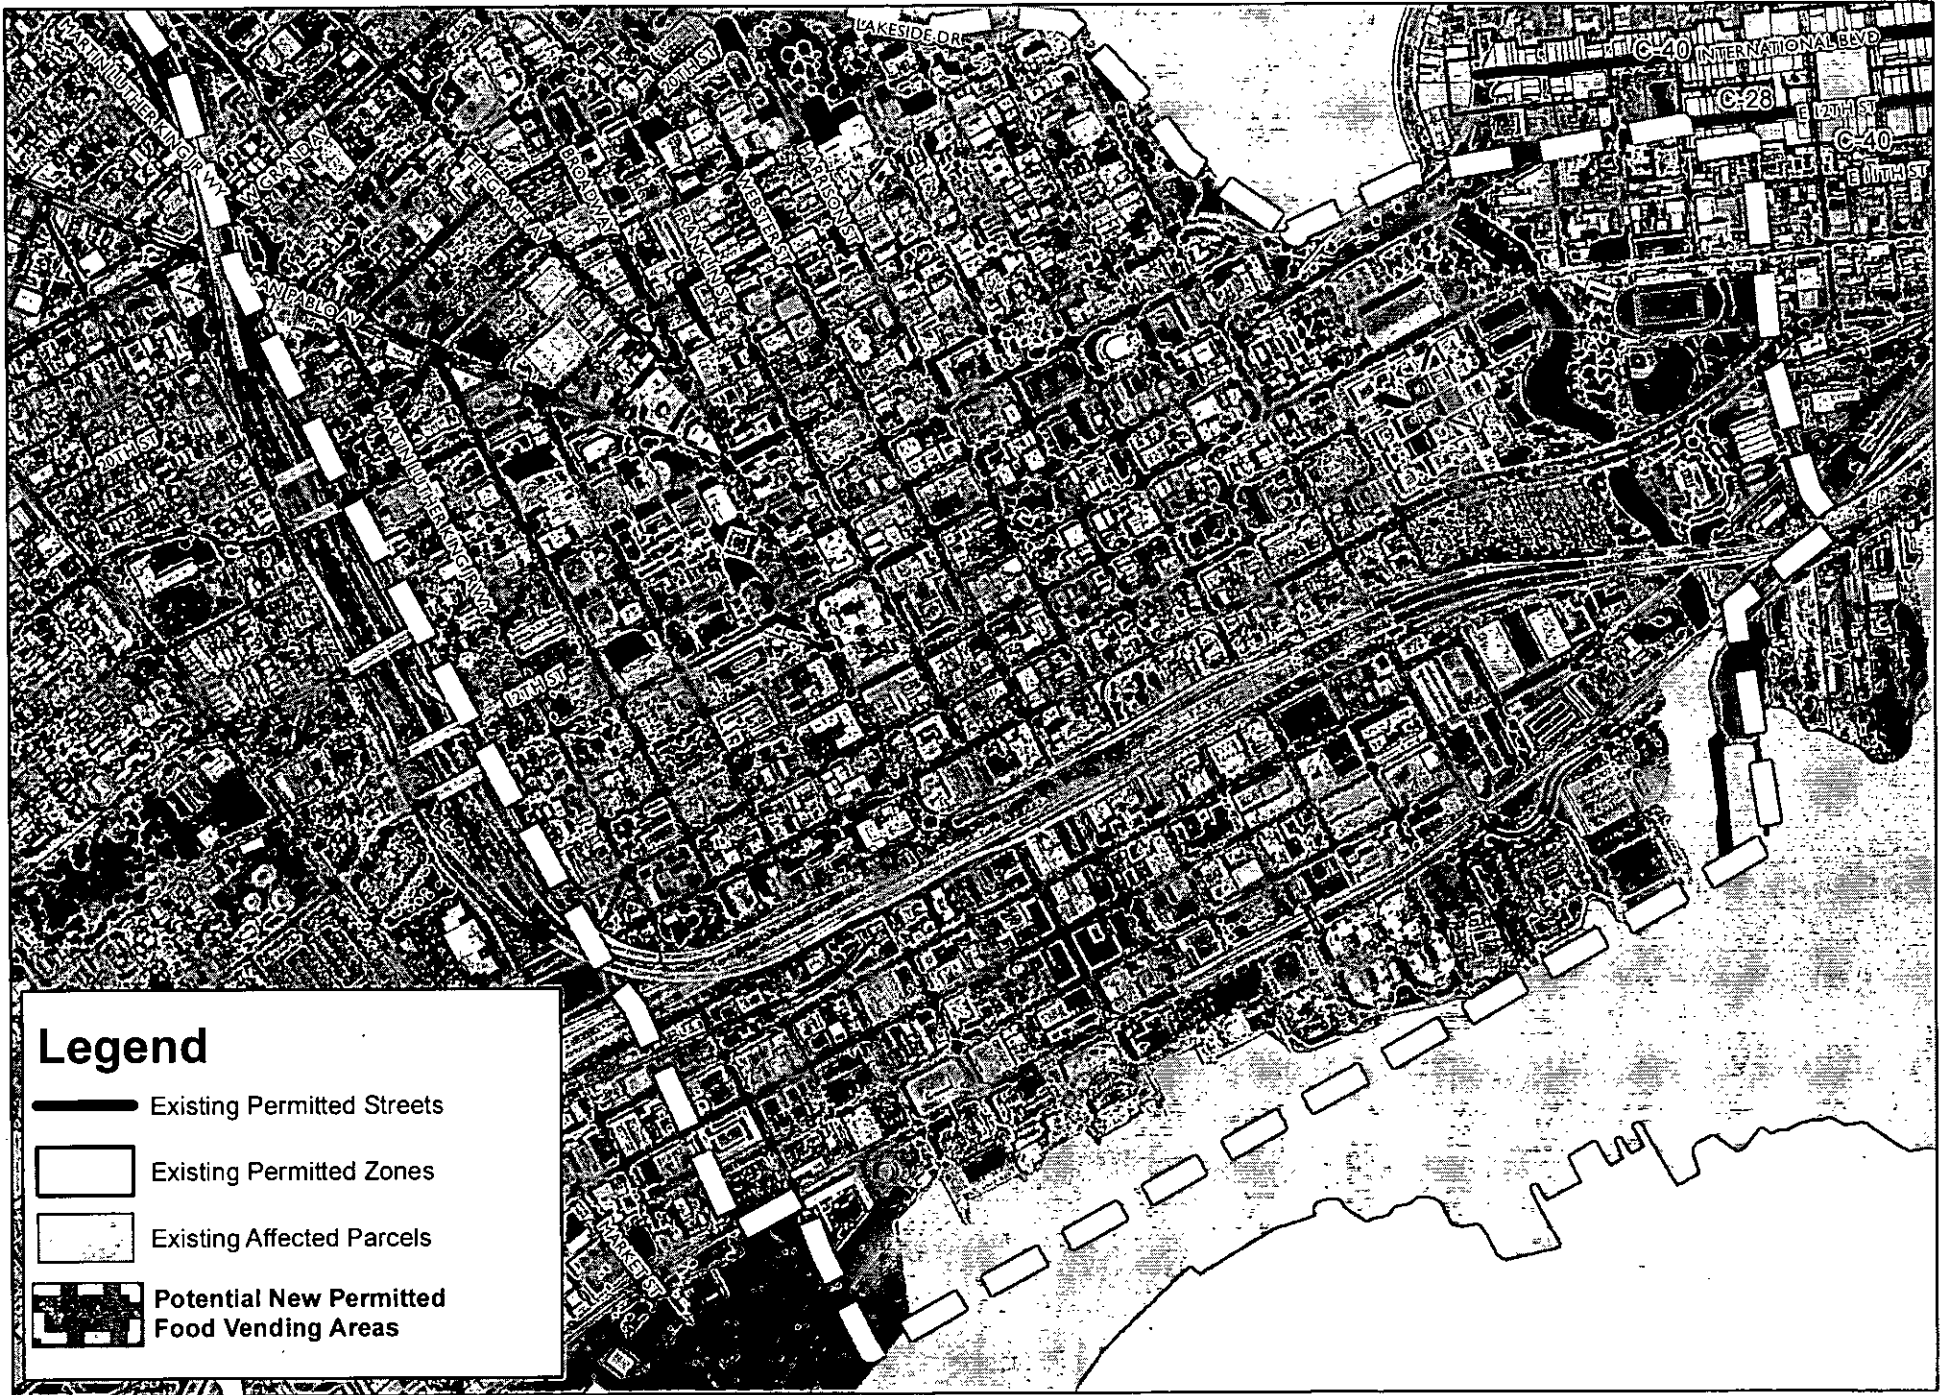 LAKESIDE DR
MARTIN LUTHER KING JR WY
20TH ST
C-40 INTERNATIONAL BLVD
C-28
E 12TH ST
C-40
E 11TH ST
W GRAND AV
TELEGRAPH AV
BROADWAY
FRANKLIN ST
WEBSTER ST
HARRISON ST
SAN PABLO AV
MARTIN LUTHER KING JR WY
20TH ST
12TH ST
MARKET ST
Legend
Existing Permitted Streets
Existing Permitted Zones
Existing Affected Parcels
Potential New Permitted
Food Vending Areas